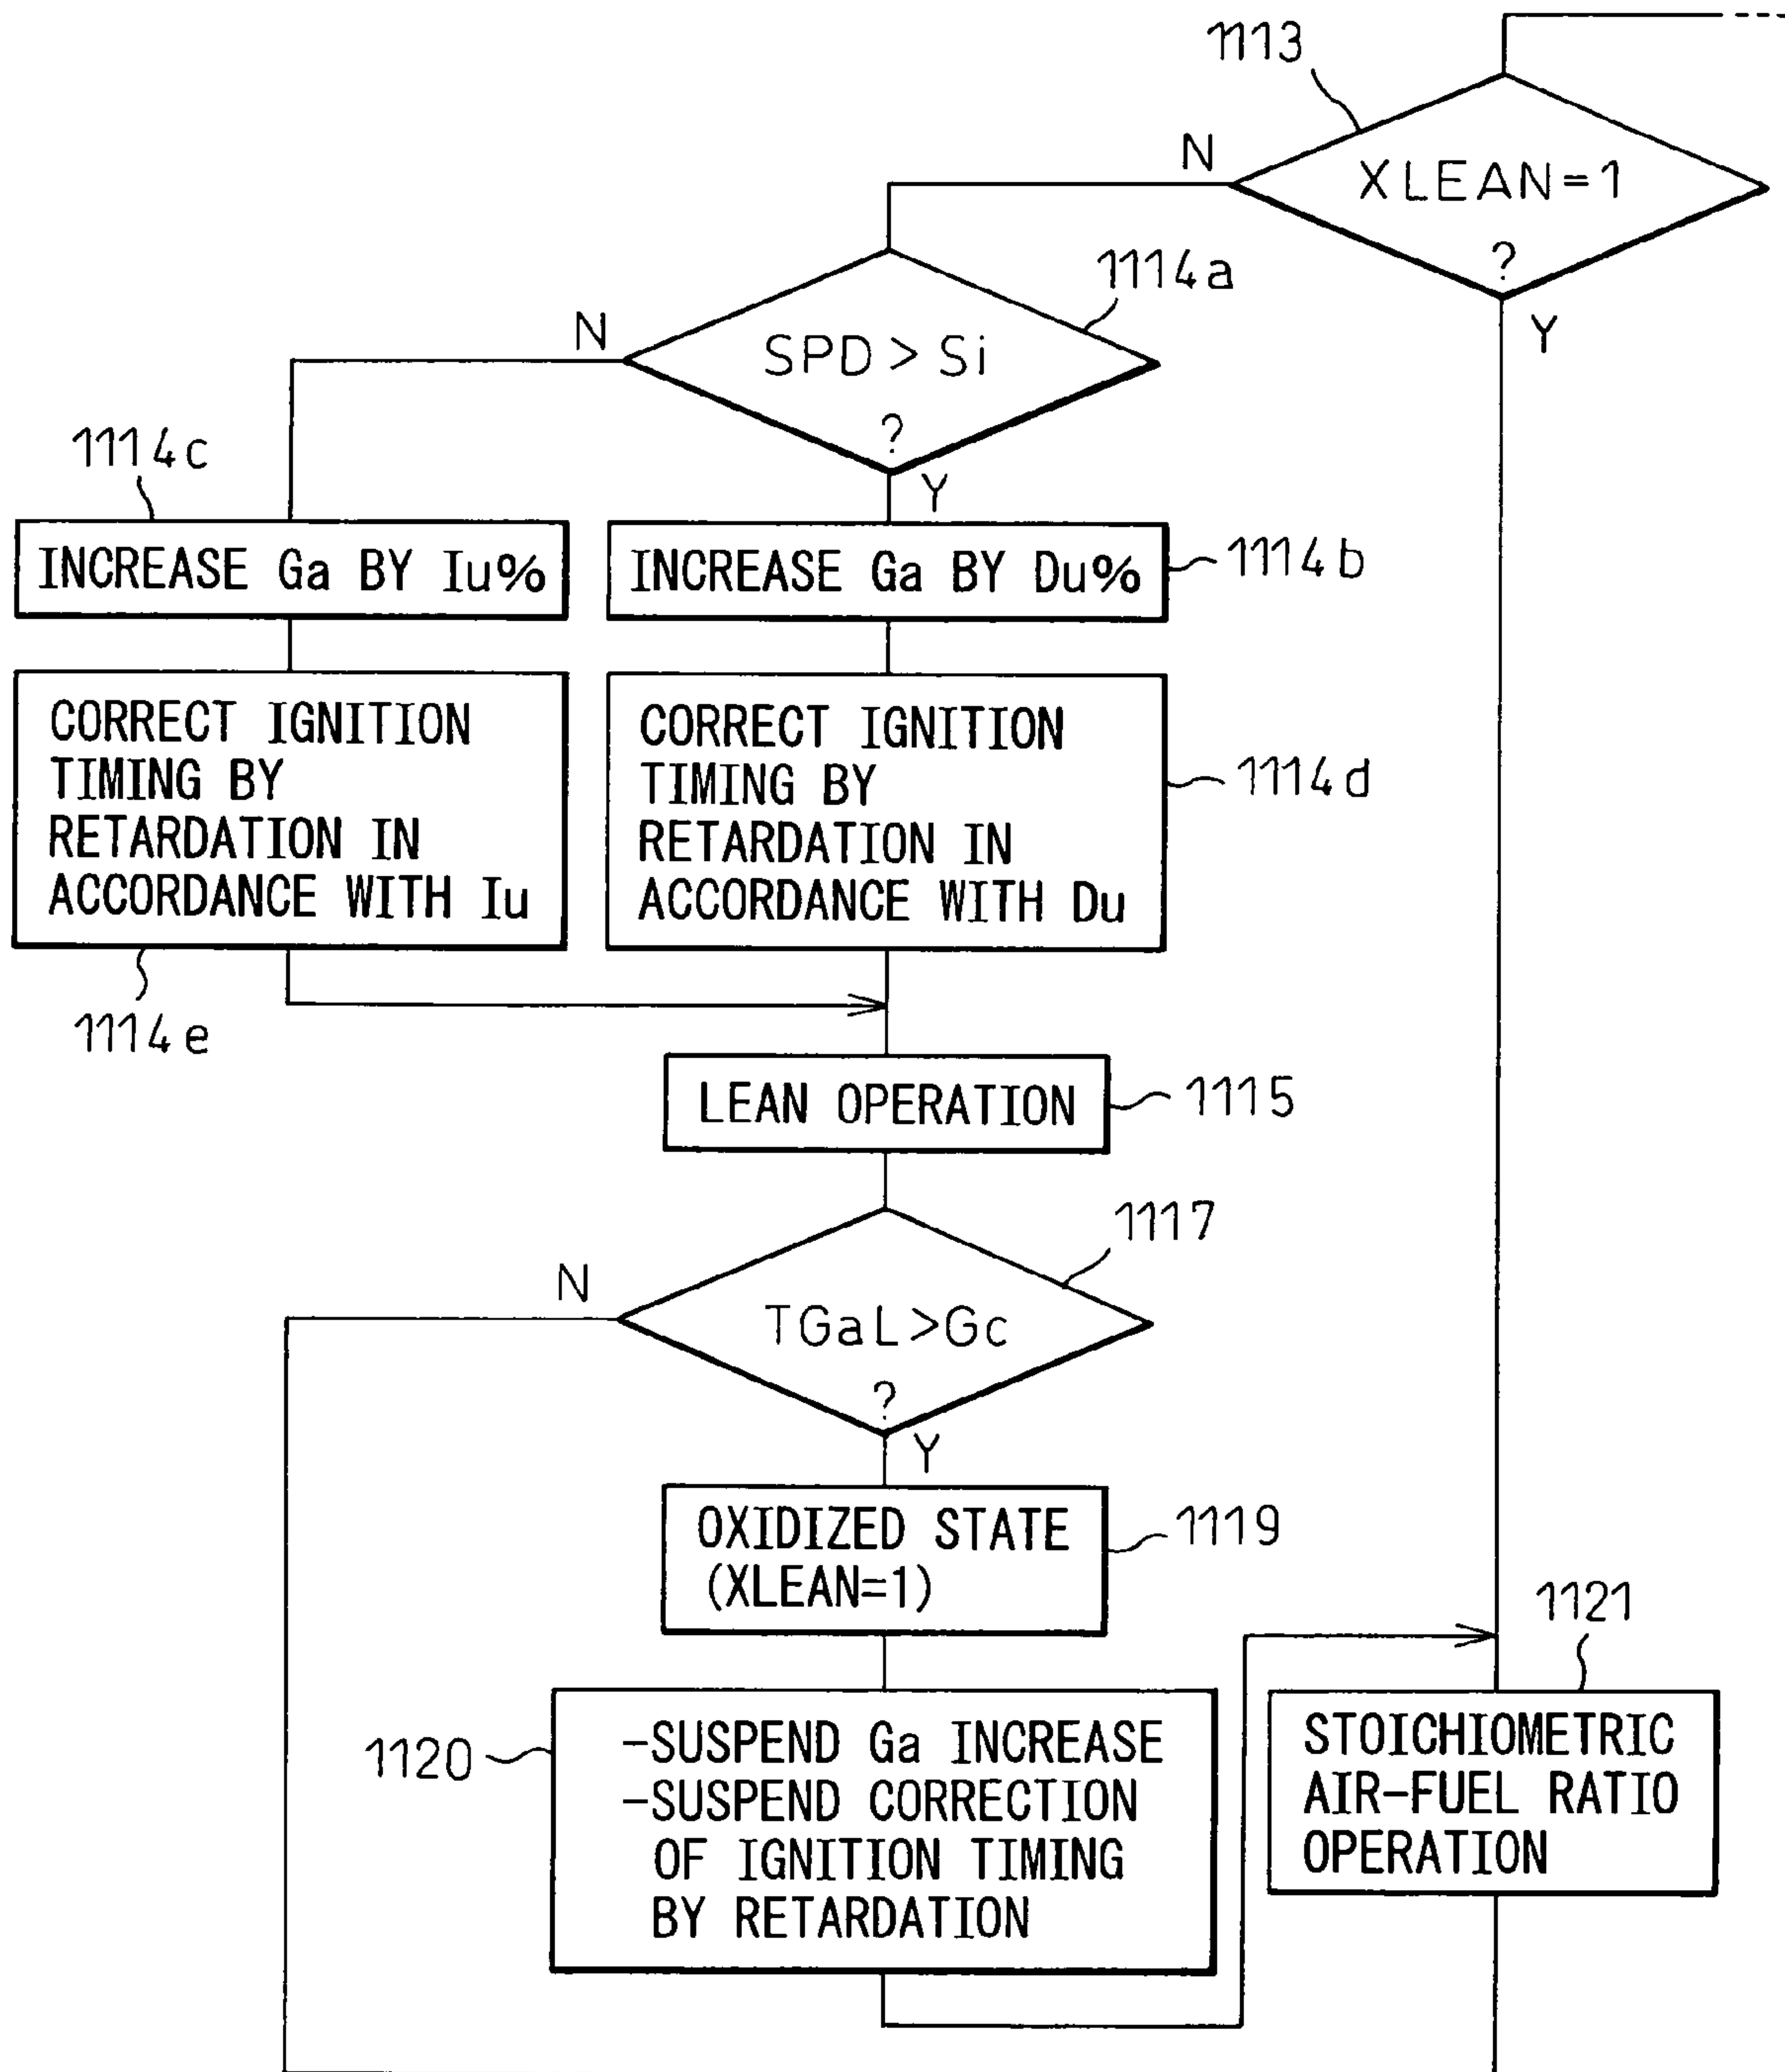 1113
N
XLEAN=1
?
Y
1114a
N
SPD > Si
?
Y
1114c
INCREASE Ga BY Iu%
INCREASE Ga BY Du%
1114b
CORRECT IGNITION
TIMING BY
RETARDATION IN
ACCORDANCE WITH Iu
CORRECT IGNITION
TIMING BY
RETARDATION IN
ACCORDANCE WITH Du
1114d
1114e
LEAN OPERATION
1115
1117
N
TGaL>Gc
?
Y
OXIDIZED STATE
(XLEAN=1)
1119
1121
1120
-SUSPEND Ga INCREASE
-SUSPEND CORRECTION
OF IGNITION TIMING
BY RETARDATION
STOICHIOMETRIC
AIR-FUEL RATIO
OPERATION